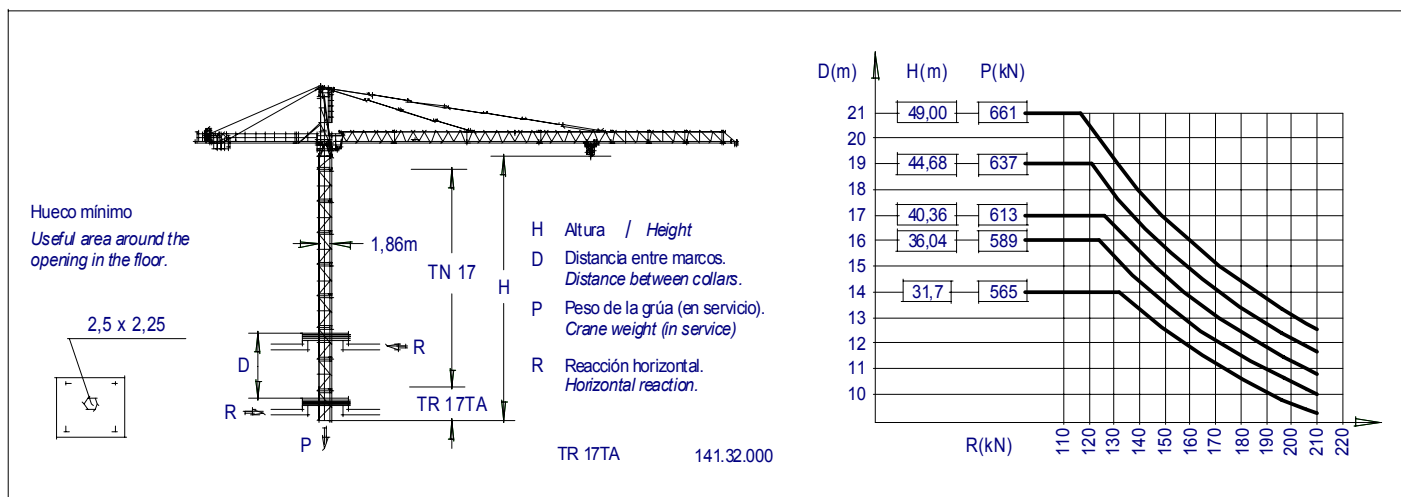 Hueco mínimo
Useful area around the
opening in the floor.
2,5 x 2,25
1,86m
TN 17
H
D
R
R
TR 17TA
P
H Altura / Height
D Distancia entre marcos.
Distance between collars.
P Peso de la grúa (en servicio).
Crane weight (in service)
R Reacción horizontal.
Horizontal reaction.
TR 17TA 141.32.000
D(m) H(m) P(kN)
21 49,00 661
20
19 44,68 637
18
17 40,36 613
16 36,04 589
15
14 31,7 565
13
12
11
10
R(kN) 110 120 130 140 150 160 170 180 190 200 210 220